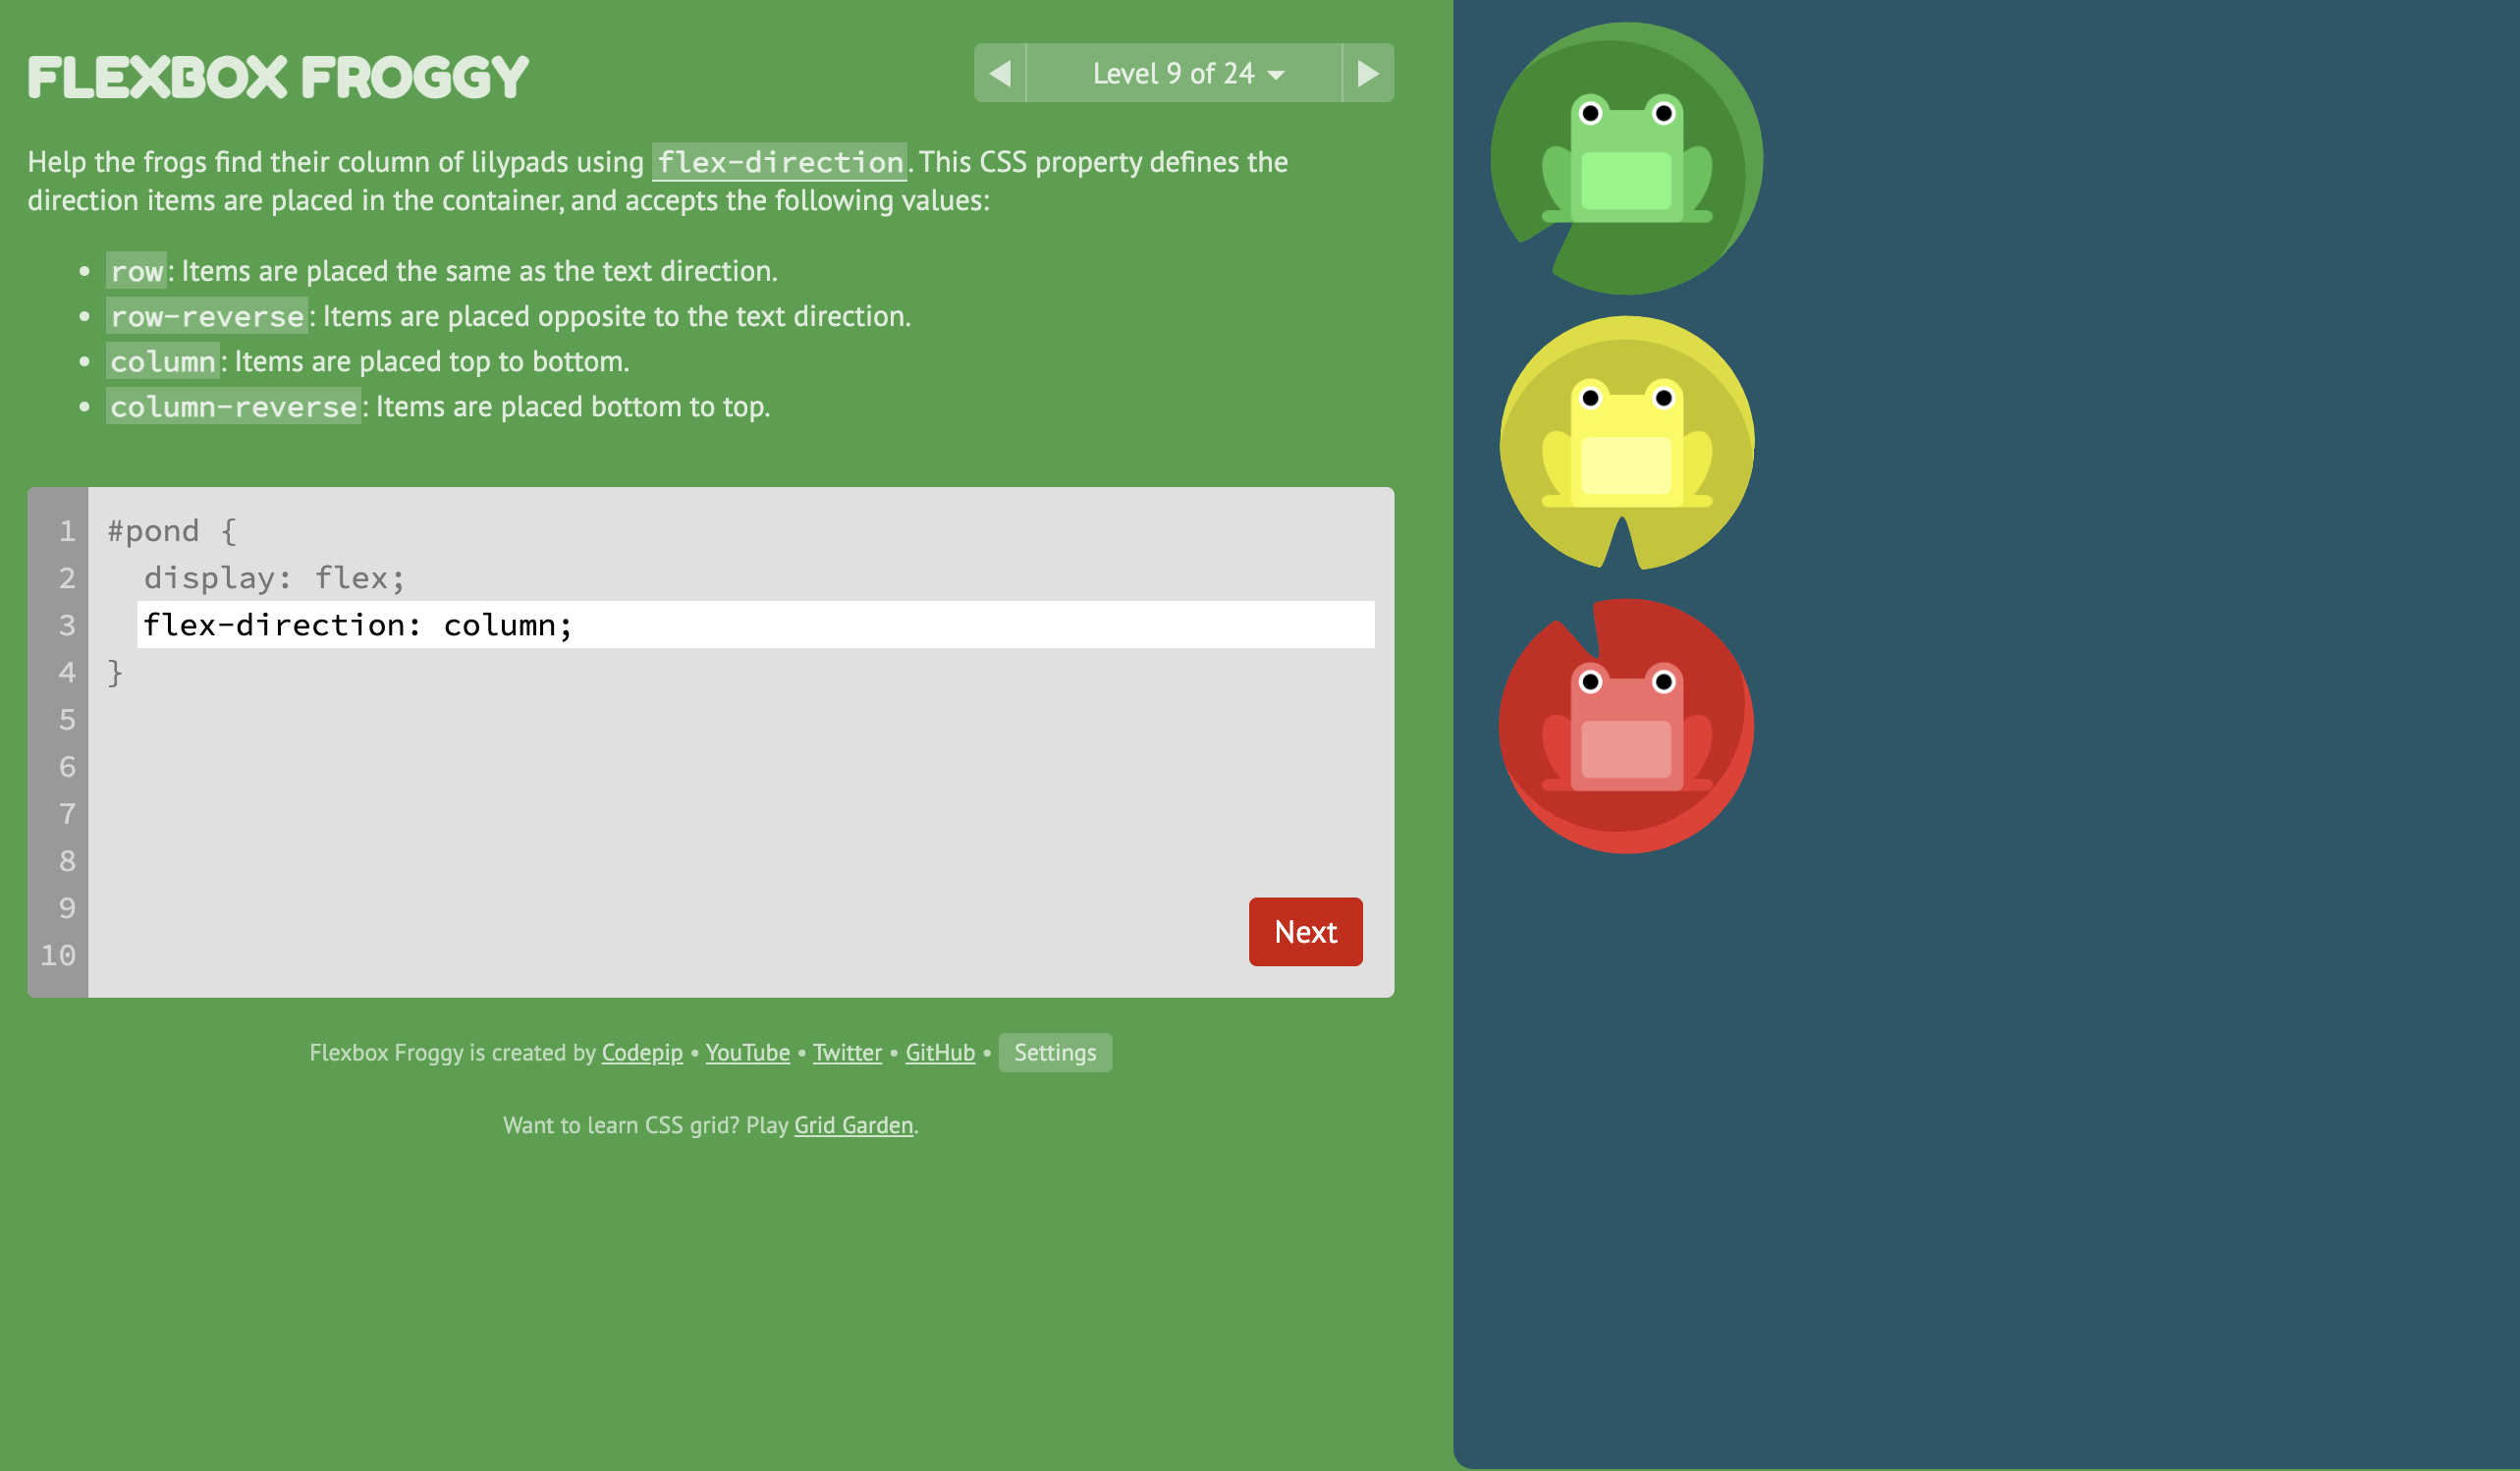 FLEXBOX FROGGY
Level 9 of 24
Help the frogs find their column of lilypads using flex-direction. This CSS property defines the
direction items are placed in the container, and accepts the following values:
• row: Items are placed the same as the text direction.
• row-reverse: Items are placed opposite to the text direction.
• column: Items are placed top to bottom.
• column-reverse: Items are placed bottom to top.
1 #pond {
2   display: flex;
3   flex-direction: column;
4 }
5
6
7
8
9
10
Next
Flexbox Froggy is created by Codepip • YouTube • Twitter • GitHub • Settings
Want to learn CSS grid? Play Grid Garden.